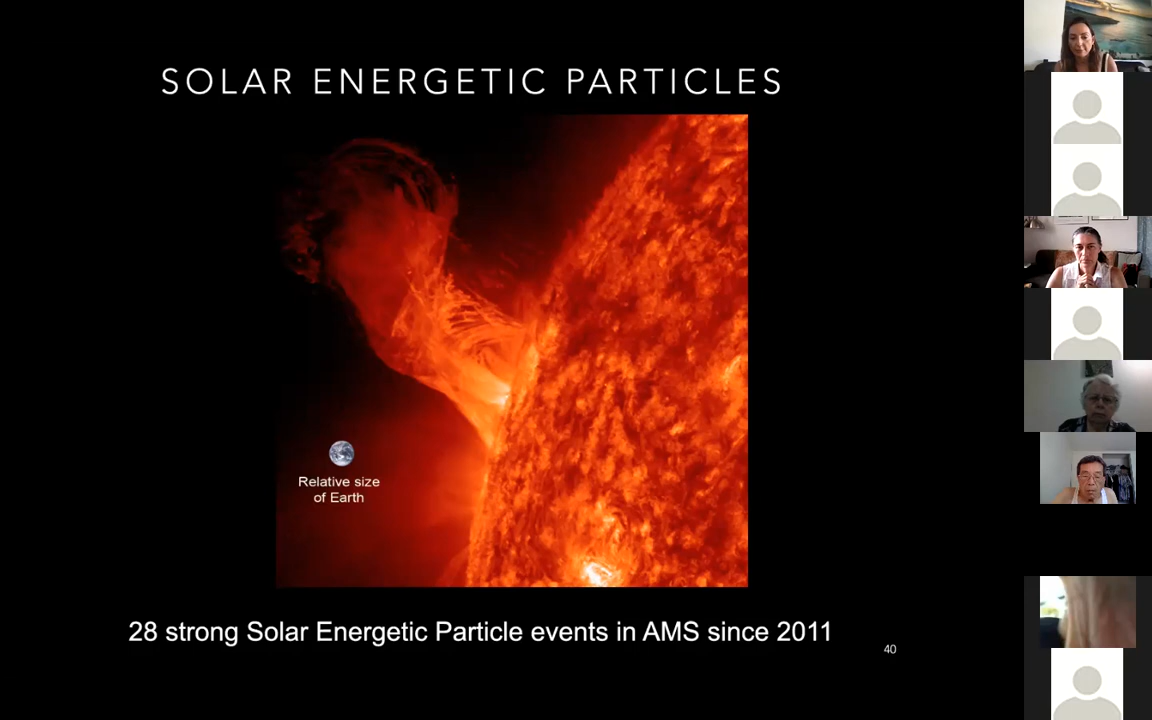 SOLAR ENERGETIC PARTICLES
Relative size
of Earth
28 strong Solar Energetic Particle events in AMS since 2011
40